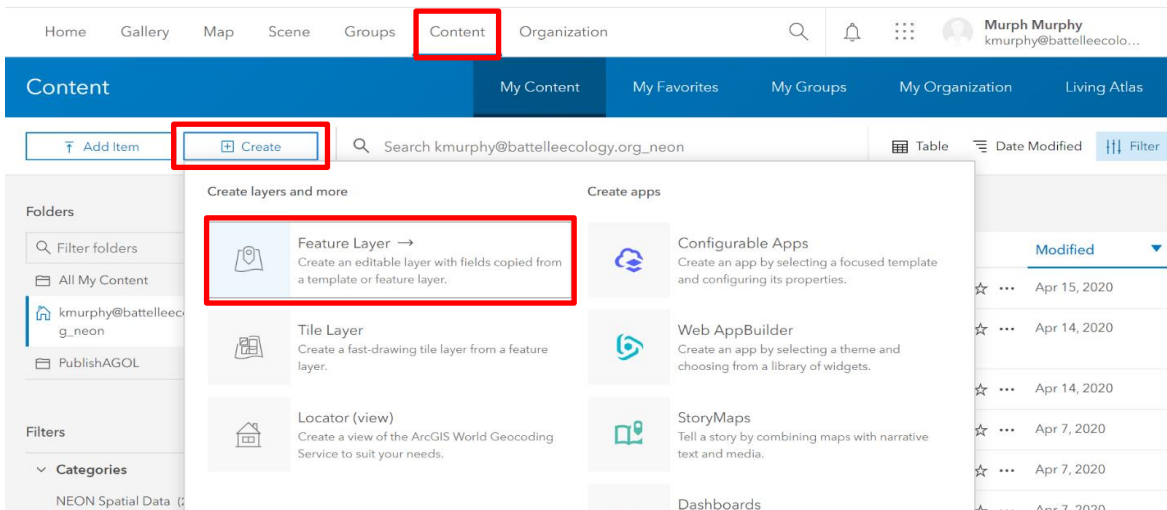 Home Gallery Map Scene Groups Content Organization Murph Murphy
kmurphy@battelleecolo...
Content My Content My Favorites My Groups My Organization Living Atlas
Add Item Create Search kmurphy@battelleecology.org_neon Table Date Modified Filter
Create layers and more Create apps
Folders
Filter folders
All My Content
kmurphy@battelleec
g_neon
PublishAGOL
Filters
Categories
NEON Spatial Data
Feature Layer →
Create an editable layer with fields copied from
a template or feature layer.
Tile Layer
Create a fast-drawing tile layer from a feature
layer.
Locator (view)
Create a view of the ArcGIS World Geocoding
Service to suit your needs.
Configurable Apps
Create an app by selecting a focused template
and configuring its properties.
Web AppBuilder
Create an app by selecting a theme and
choosing from a library of widgets.
StoryMaps
Tell a story by combining maps with narrative
text and media.
Dashboards
Modified
Apr 15, 2020
Apr 14, 2020
Apr 14, 2020
Apr 7, 2020
Apr 7, 2020
Apr 7, 2020